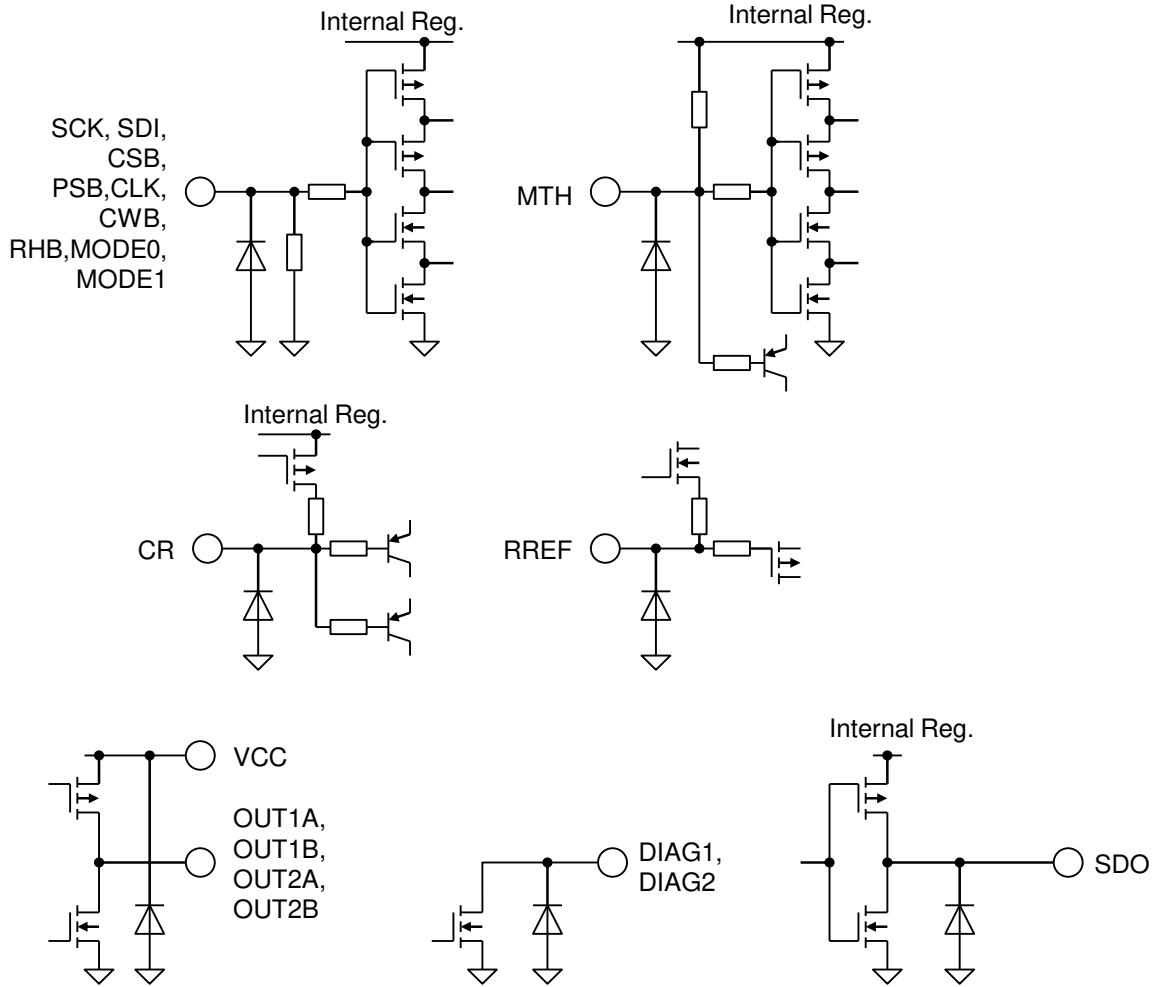 Internal Reg.
SCK, SDI,
CSB,
PSB,CLK,
CWB,
RHB,MODE0,
MODE1
Internal Reg.
MTH
Internal Reg.
CR
RREF
VCC
OUT1A,
OUT1B,
OUT2A,
OUT2B
DIAG1,
DIAG2
Internal Reg.
SDO